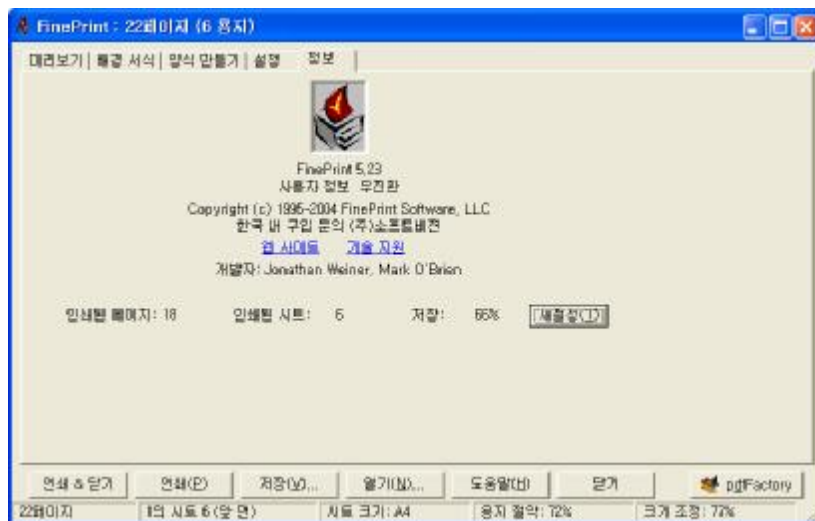 FinePrint : 22페이지 (6 용지)
미리보기 배경 서식 양식 만들기 설정 정보
FinePrint 5.23
사용자 정보 우진환
Copyright (c) 1995-2004 FinePrint Software, LLC
한국 내 구입 문의 (주)소프트비전
웹 사이트 기술 지원
개발자: Jonathan Weiner, Mark O'Brien
인쇄된 페이지: 18 인쇄된 시트: 6 저장: 66% 재설정(T)
인쇄 & 닫기 인쇄(P) 저장(V)... 열기(N)... 도움말(H) 닫기 pdfFactory
22페이지 1의 시트 6 (앞 면) 시트 크기: A4 용지 절약: 72% 크기 조정: 77%